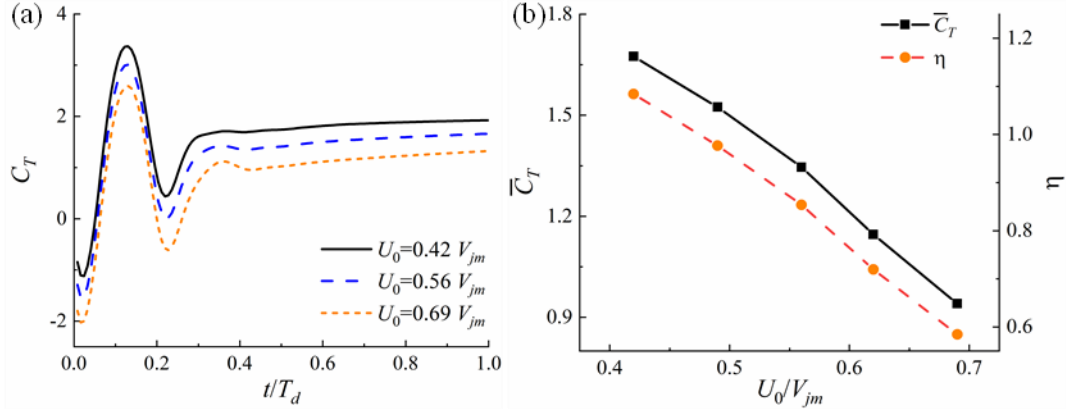 (a)
4
2
0
-2
C_T
0.0 0.2 0.4 0.6 0.8 1.0
t/T_d
U_0=0.42 V_jm
U_0=0.56 V_jm
U_0=0.69 V_jm
(b)
1.8
1.5
1.2
0.9
C̅_T
C̅_T
η
1.2
1.0
0.8
0.6
η
0.4 0.5 0.6 0.7
U_0/V_jm